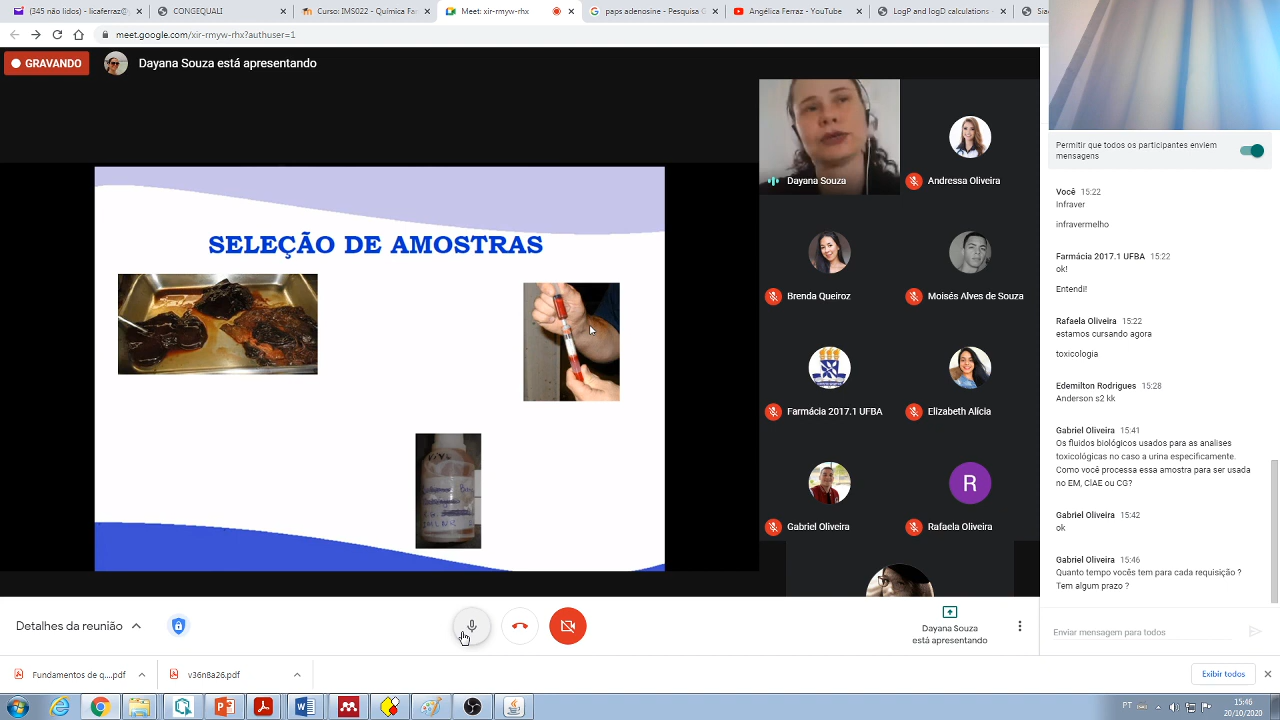 (345 não lidos) - licaferraz@
CONGEQUALI
Curso: IMS022 - Química Far
Meet: xir-rmyw-rhx
paps adenosine - Pesquisa G
Angélica Ferraz - YouTube
LogP and logD calculations
meet.google.com/xir-rmyw-rhx?authuser=1
GRAVANDO
Dayana Souza está apresentando
SELEÇÃO DE AMOSTRAS
Dayana Souza
Andressa Oliveira
Brenda Queiroz
Moisés Alves de Souza
Farmácia 2017.1 UFBA
Elizabeth Alícia
Gabriel Oliveira
R
Rafaela Oliveira
Permitir que todos os participantes enviem
mensagens
Você 15:22
Infraver
infravermelho
Farmácia 2017.1 UFBA 15:22
ok!
Entendi!
Rafaela Oliveira 15:22
estamos cursando agora
toxicologia
Edemilton Rodrigues 15:28
Anderson s2 kk
Gabriel Oliveira 15:41
Os fluidos biológicos usados para as analises
toxicológicas no caso a urina especificamente.
Como você processa essa amostra para ser usada
no EM, ClAE ou CG?
Gabriel Oliveira 15:42
ok
Gabriel Oliveira 15:46
Quanto tempo vocês tem para cada requisição ?
Tem algum prazo ?
Enviar mensagem para todos
Detalhes da reunião
Dayana Souza
está apresentando
Fundamentos de q....pdf
v36n8a26.pdf
Exibir todos
PT
15:46
20/10/2020